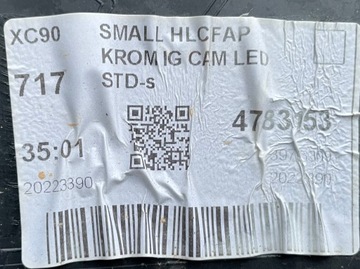 XC90 SMALL HLCFAP
KROM IG CAM LED
717 STD-s
4783153
35:01
20223390